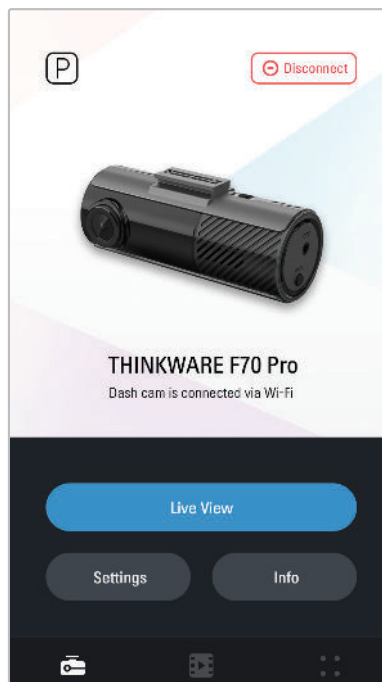 P
Disconnect
THINKWARE F70 Pro
Dash cam is connected via Wi-Fi
Live View
Settings
Info